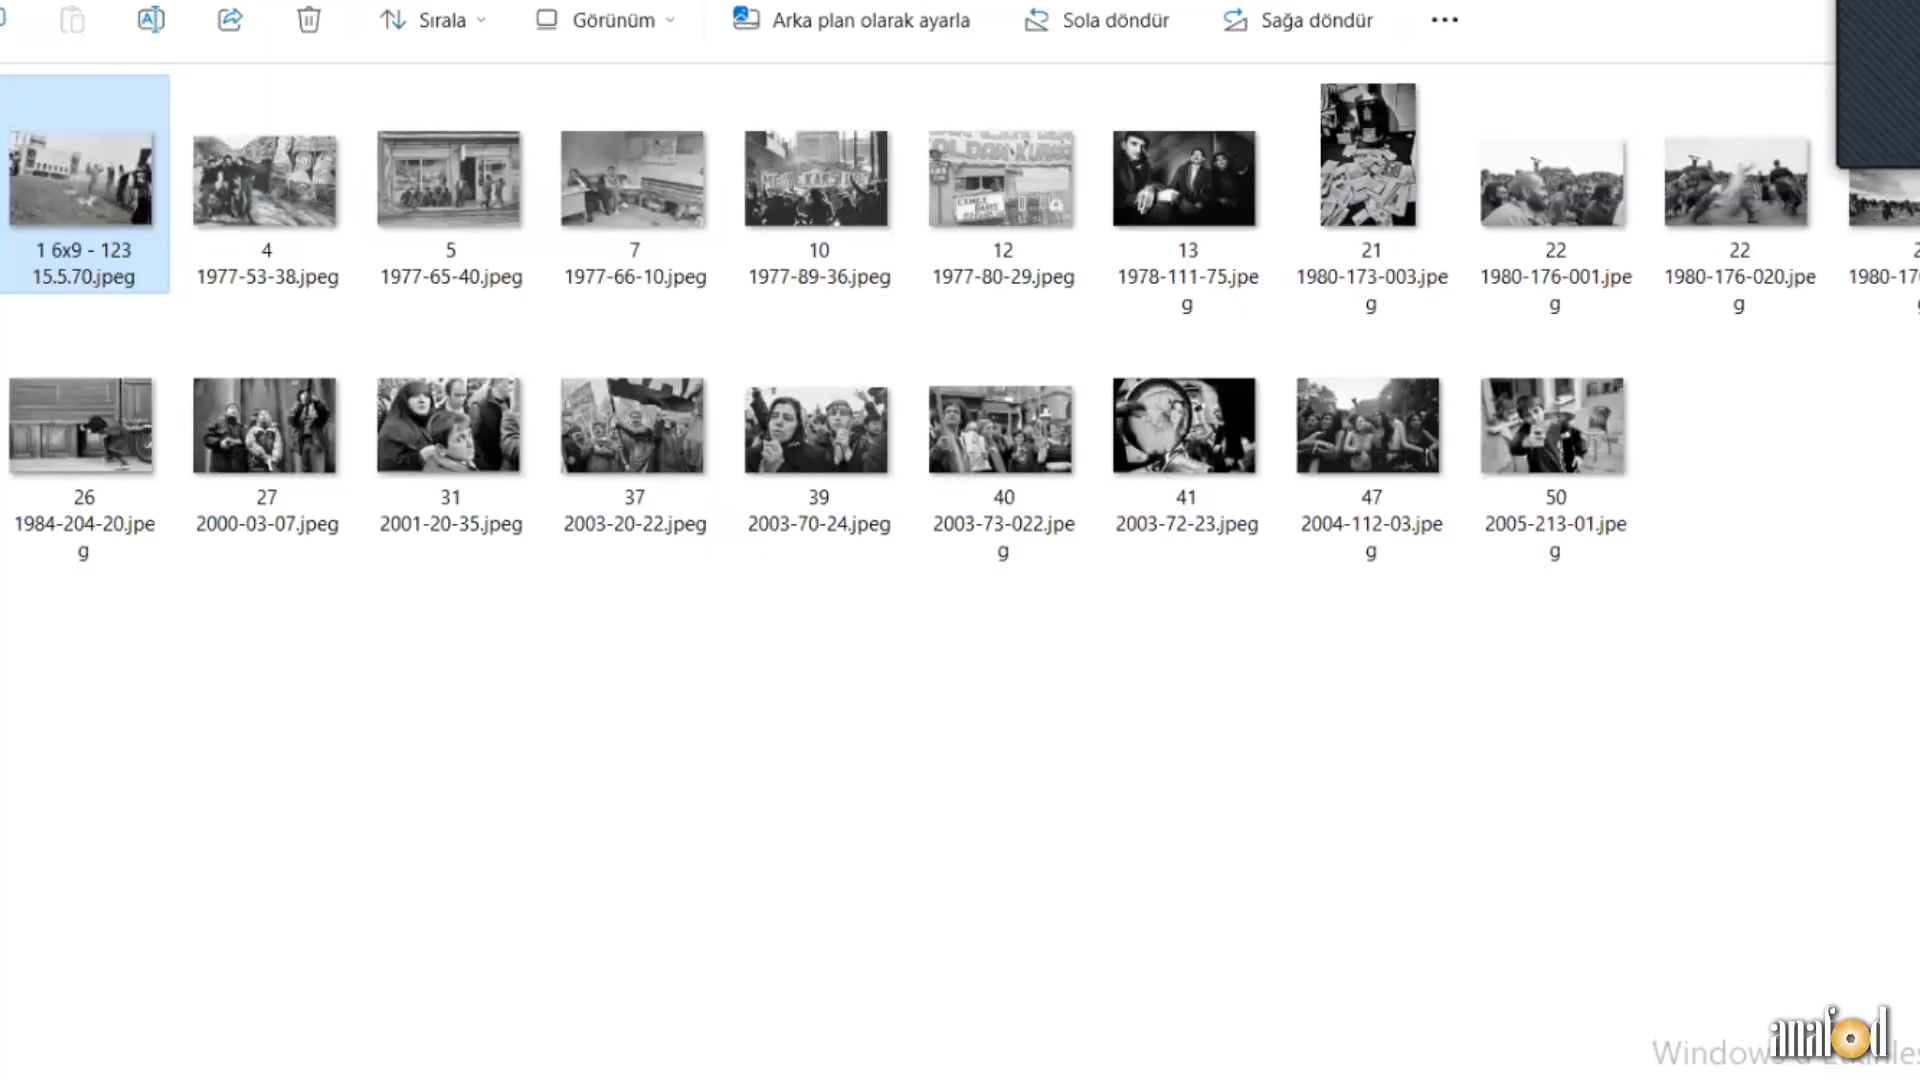 Sırala
Görünüm
Arka plan olarak ayarla
Sola döndür
Sağa döndür
1 6x9 - 123
15.5.70.jpeg
4
1977-53-38.jpeg
5
1977-65-40.jpeg
7
1977-66-10.jpeg
10
1977-89-36.jpeg
12
1977-80-29.jpeg
13
1978-111-75.jpe
g
21
1980-173-003.jpe
g
22
1980-176-001.jpe
g
22
1980-176-020.jpe
g
26
1984-204-20.jpe
g
27
2000-03-07.jpeg
31
2001-20-35.jpeg
37
2003-20-22.jpeg
39
2003-70-24.jpeg
40
2003-73-022.jpe
g
41
2003-72-23.jpeg
47
2004-112-03.jpe
g
50
2005-213-01.jpe
g
anafod